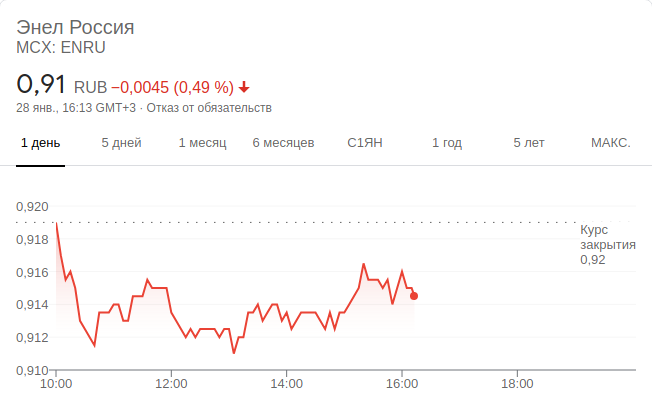 Энел Россия
MCX: ENRU
0,91 RUB −0,0045 (0,49 %)
28 янв., 16:13 GMT+3 · Отказ от обязательств
1 день 5 дней 1 месяц 6 месяцев С1ЯН 1 год 5 лет МАКС.
0,920
0,918
0,916
0,914
0,912
0,910
Курс
закрытия
0,92
10:00 12:00 14:00 16:00 18:00